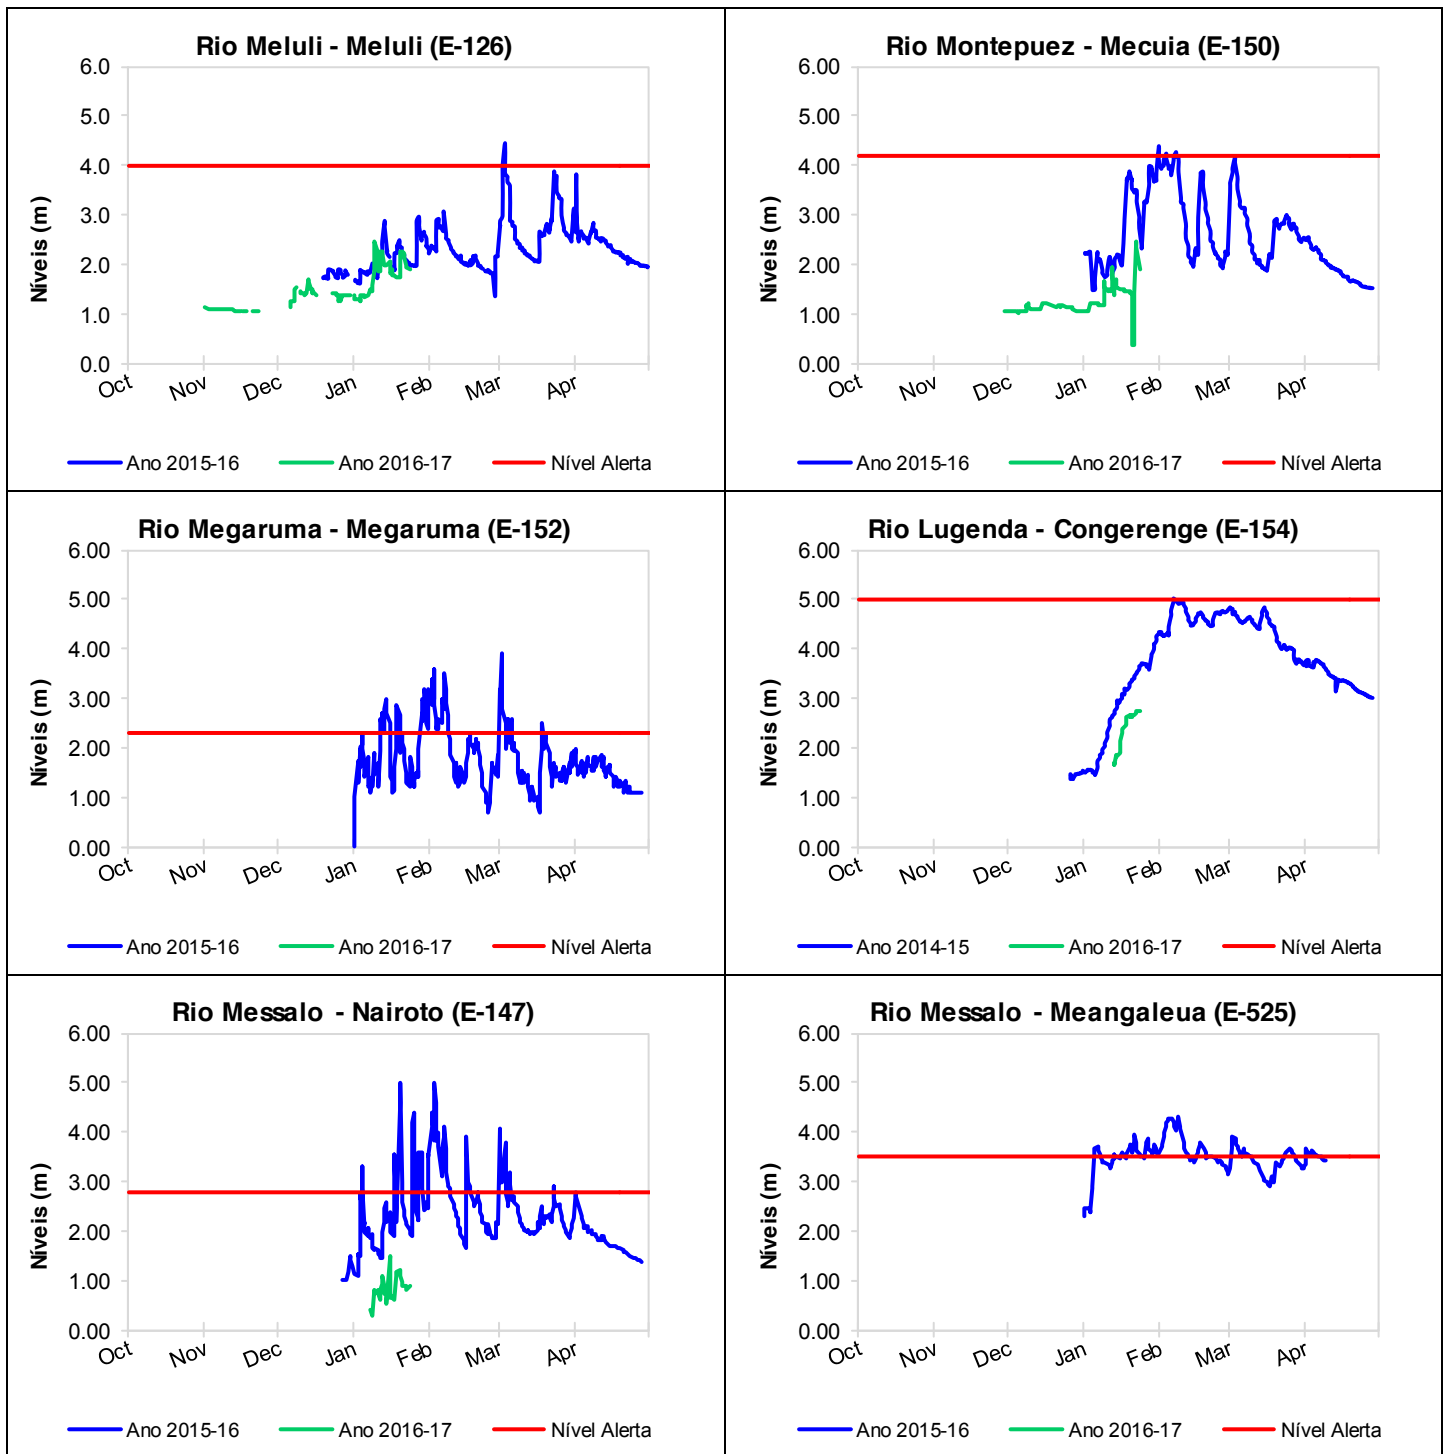 Rio Meluli - Meluli (E-126)
6.0
5.0
4.0
3.0
2.0
1.0
0.0
Níveis (m)
Oct Nov Dec Jan Feb Mar Apr
Ano 2015-16 Ano 2016-17 Nível Alerta
Rio Montepuez - Mecuia (E-150)
6.00
5.00
4.00
3.00
2.00
1.00
0.00
Níveis (m)
Oct Nov Dec Jan Feb Mar Apr
Ano 2015-16 Ano 2016-17 Nível Alerta
Rio Megaruma - Megaruma (E-152)
6.00
5.00
4.00
3.00
2.00
1.00
0.00
Níveis (m)
Oct Nov Dec Jan Feb Mar Apr
Ano 2015-16 Ano 2016-17 Nível Alerta
Rio Lugenda - Congerenge (E-154)
6.00
5.00
4.00
3.00
2.00
1.00
0.00
Níveis (m)
Oct Nov Dec Jan Feb Mar Apr
Ano 2014-15 Ano 2016-17 Nível Alerta
Rio Messalo - Nairoto (E-147)
6.00
5.00
4.00
3.00
2.00
1.00
0.00
Níveis (m)
Oct Nov Dec Jan Feb Mar Apr
Ano 2015-16 Ano 2016-17 Nível Alerta
Rio Messalo - Meangaleua (E-525)
6.00
5.00
4.00
3.00
2.00
1.00
0.00
Níveis (m)
Oct Nov Dec Jan Feb Mar Apr
Ano 2015-16 Ano 2016-17 Nível Alerta